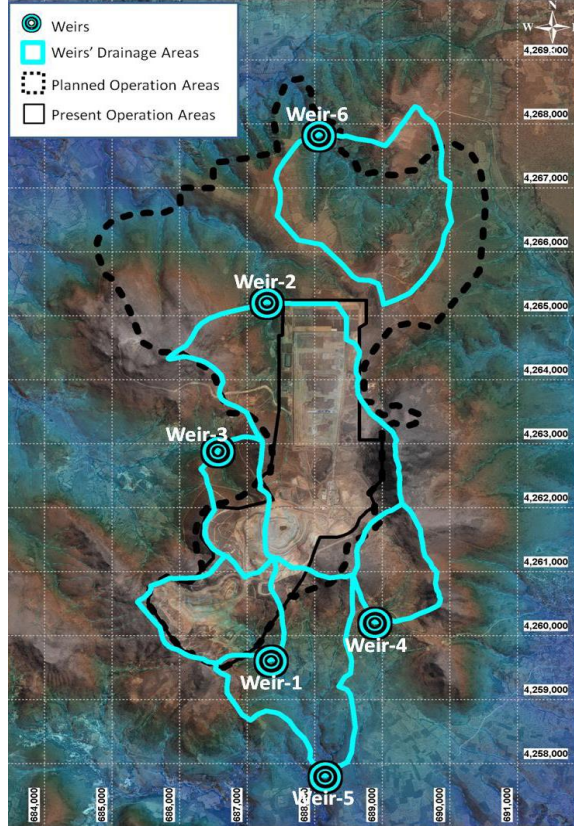 Weirs
Weirs' Drainage Areas
Planned Operation Areas
Present Operation Areas
N
W
E
S
4,269,000
4,268,000
Weir-6
4,267,000
4,266,000
Weir-2
4,265,000
4,264,000
Weir-3
4,263,000
4,262,000
4,261,000
4,260,000
Weir-4
Weir-1
4,259,000
4,258,000
Weir-5
684,000
685,000
686,000
687,000
688,000
689,000
690,000
691,000